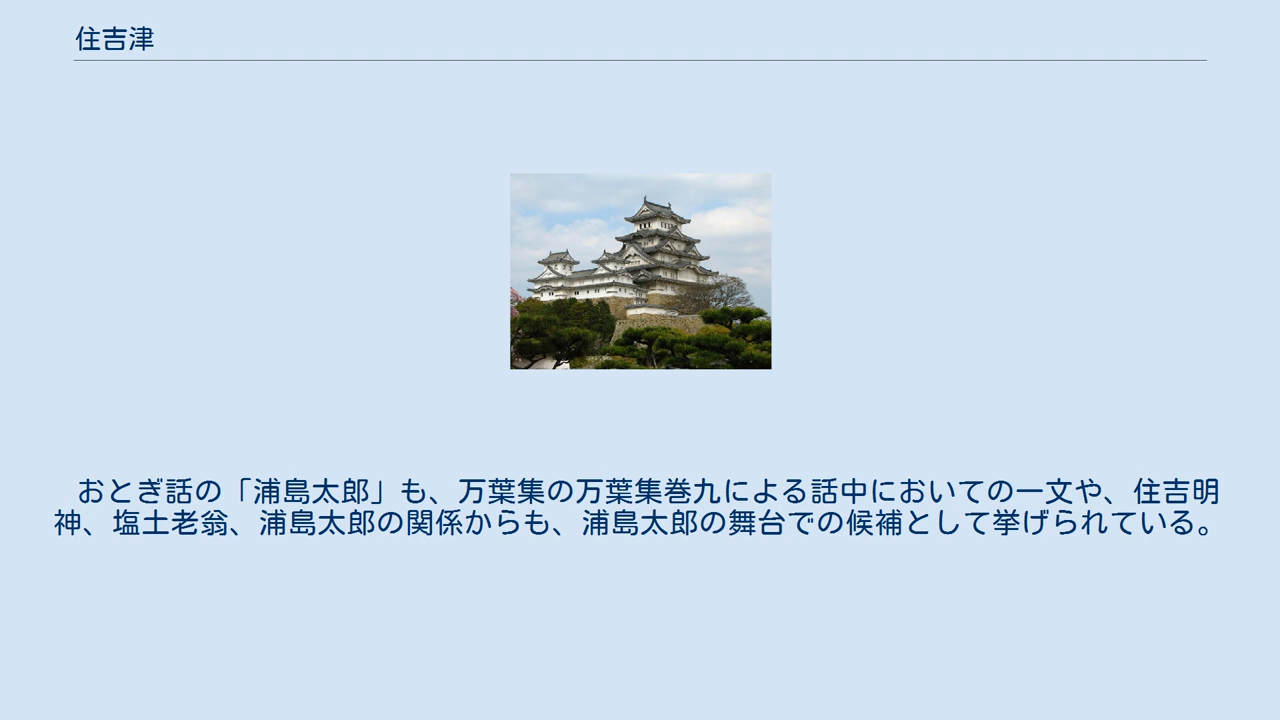 住吉津
おとぎ話の「浦島太郎」も、万葉集の万葉集巻九による話中においての一文や、住吉明
神、塩土老翁、浦島太郎の関係からも、浦島太郎の舞台での候補として挙げられている。